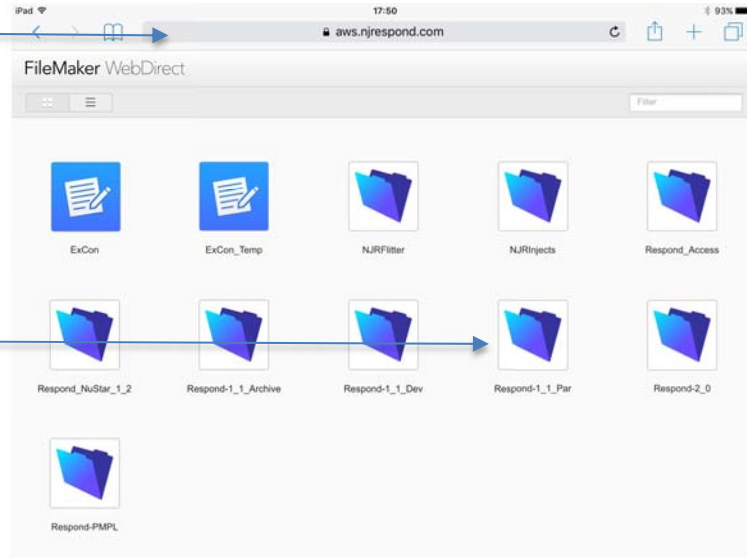 iPad 17:50 93%
aws.njrespond.com
FileMaker WebDirect
Filter
ExCon ExCon_Temp NJRFlitter NJRInjects Respond_Access
Respond_NuStar_1_2 Respond-1_1_Archive Respond-1_1_Dev Respond-1_1_Par Respond-2_0
Respond-PMPL